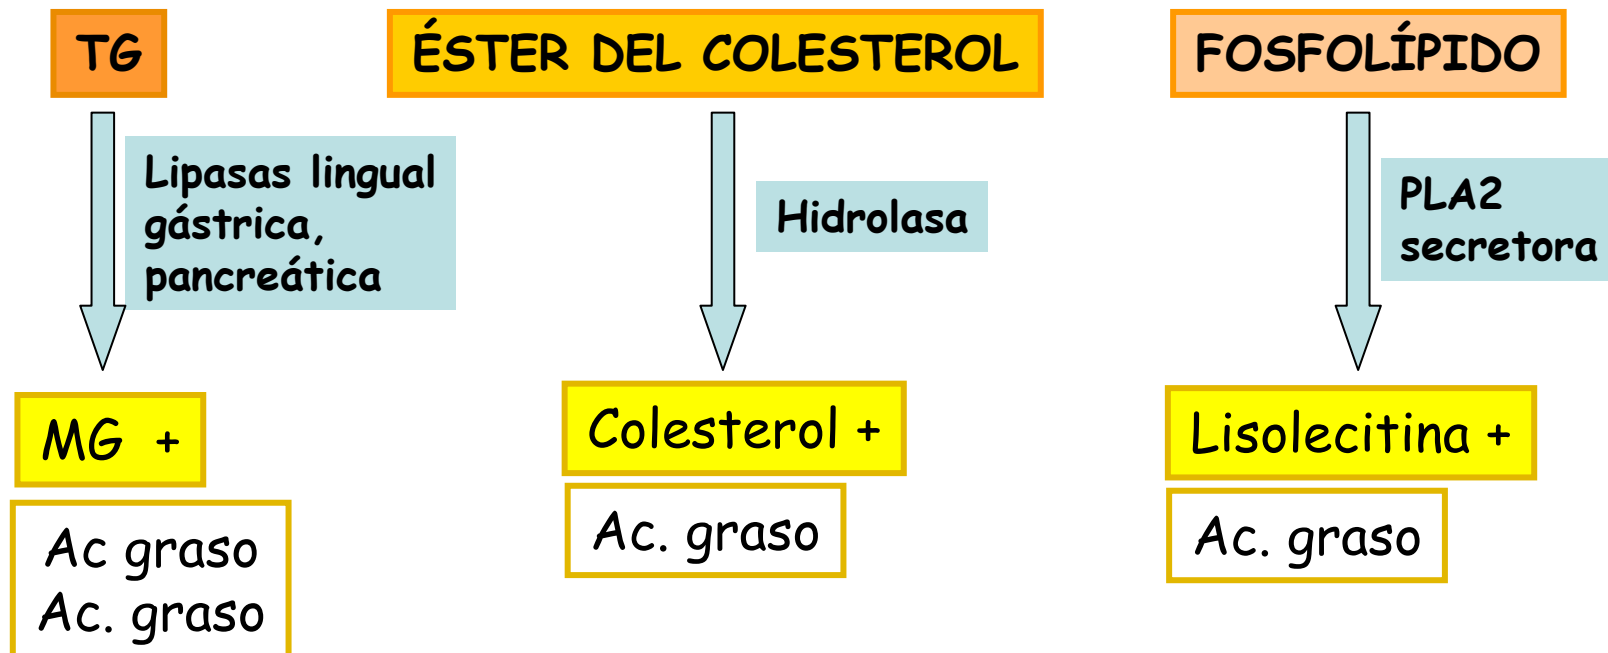 TG
Lipasas lingual
gástrica,
pancreática
MG +
Ac graso
Ac. graso
ÉSTER DEL COLESTEROL
Hidrolasa
Colesterol +
Ac. graso
FOSFOLÍPIDO
PLA2
secretora
Lisolecitina +
Ac. graso